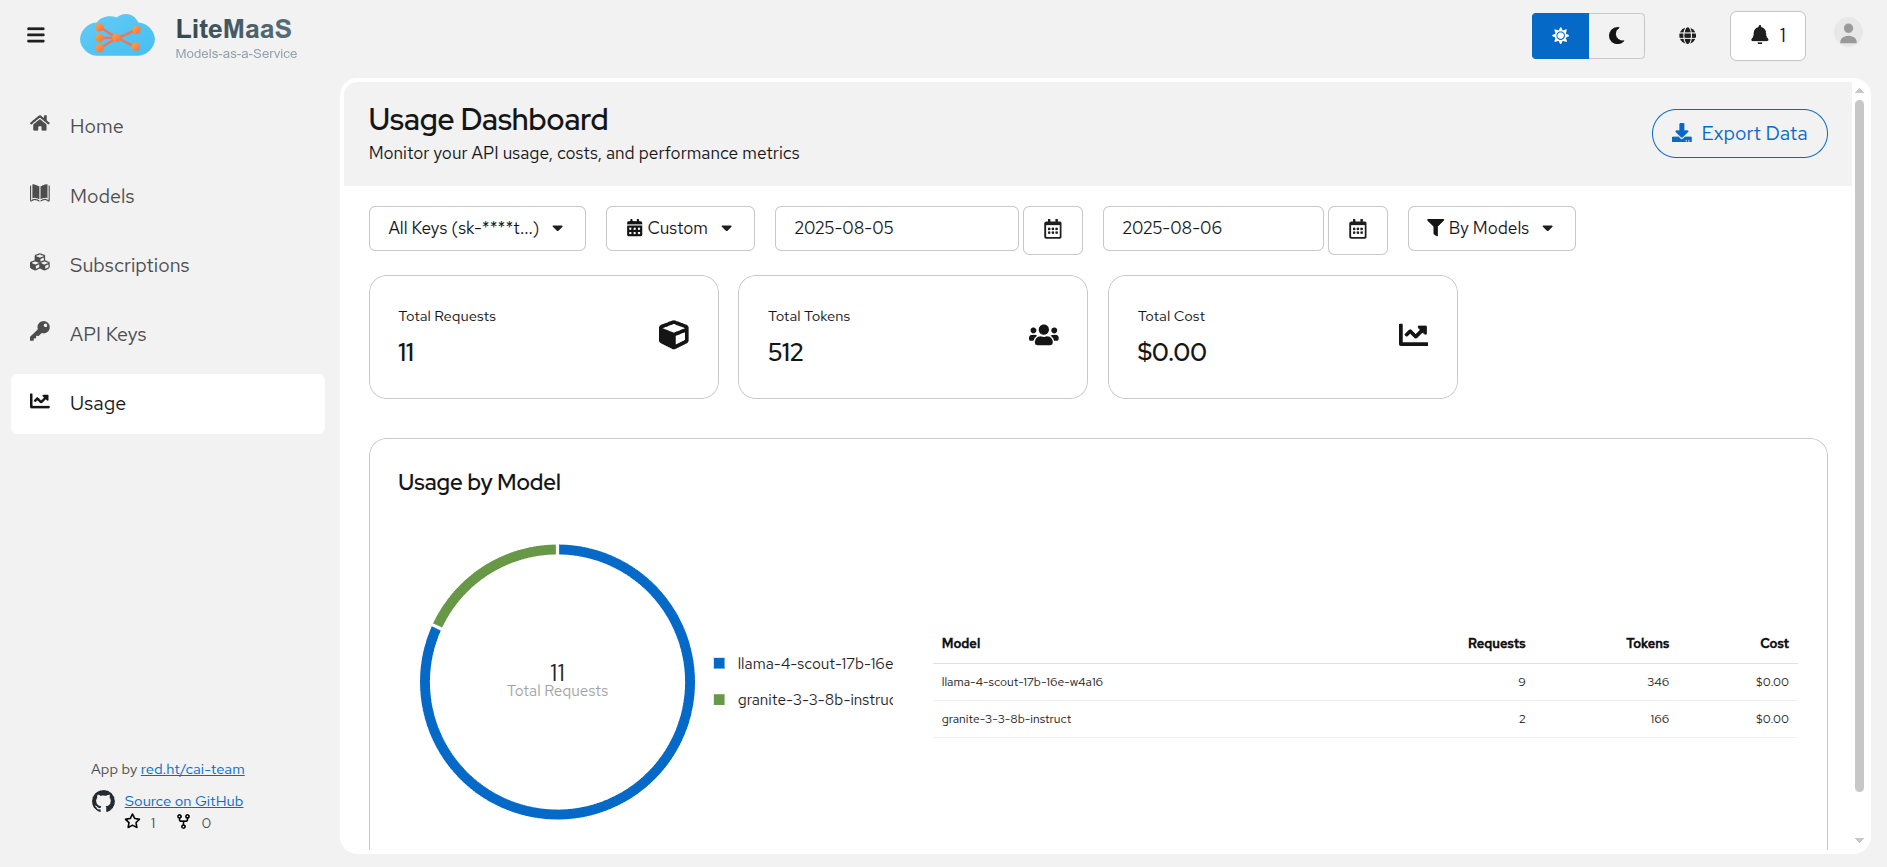 LiteMaaS
Models-as-a-Service
1
Home
Models
Subscriptions
API Keys
Usage
App by red.ht/cai-team
Source on GitHub
1 0
Usage Dashboard
Monitor your API usage, costs, and performance metrics
Export Data
All Keys (sk-****t...) Custom 2025-08-05 2025-08-06 By Models
Total Requests
11
Total Tokens
512
Total Cost
$0.00
Usage by Model
11
Total Requests
llama-4-scout-17b-16e
granite-3-3-8b-instruc
Model Requests Tokens Cost
llama-4-scout-17b-16e-w4a16 9 346 $0.00
granite-3-3-8b-instruct 2 166 $0.00